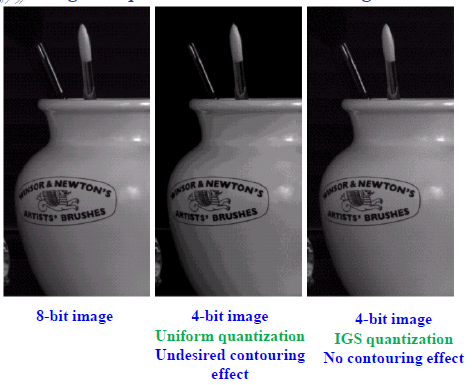 WINSOR & NEWTON'S
ARTISTS' BRUSHES
WINSOR & NEWTON'S
ARTISTS' BRUSHES
WINSOR & NEWTON'S
ARTISTS' BRUSHES
8-bit image
4-bit image
Uniform quantization
Undesired contouring
effect
4-bit image
IGS quantization
No contouring effect